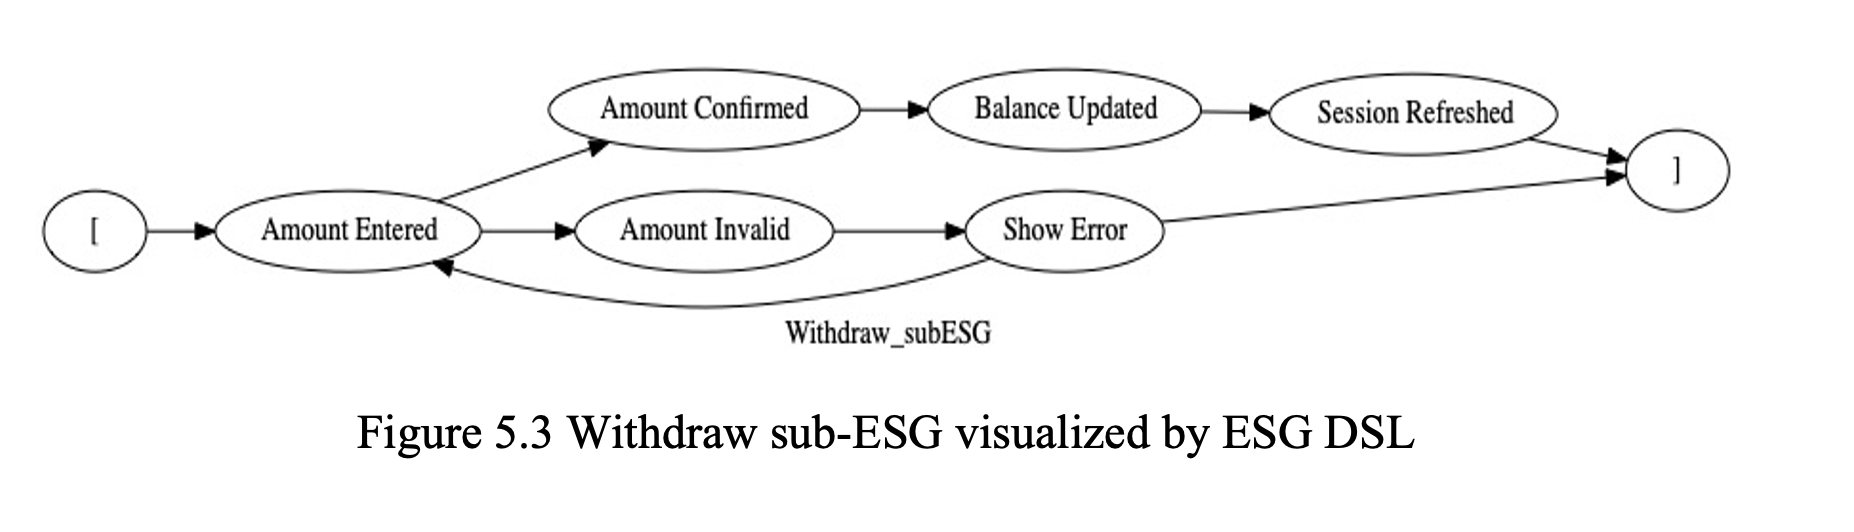 Amount Confirmed
Balance Updated
Session Refreshed
]
[
Amount Entered
Amount Invalid
Show Error
Withdraw_subESG
Figure 5.3 Withdraw sub-ESG visualized by ESG DSL